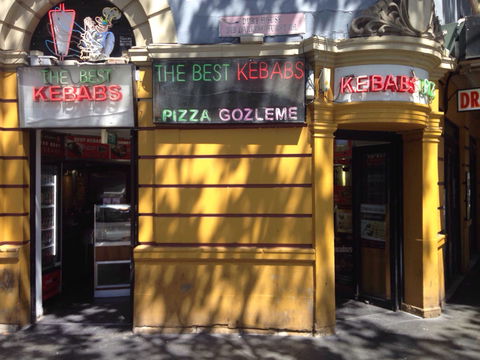 THE BEST
KEBABS
THE BEST KEBABS
PIZZA GOZLEME
KEBABS
DR